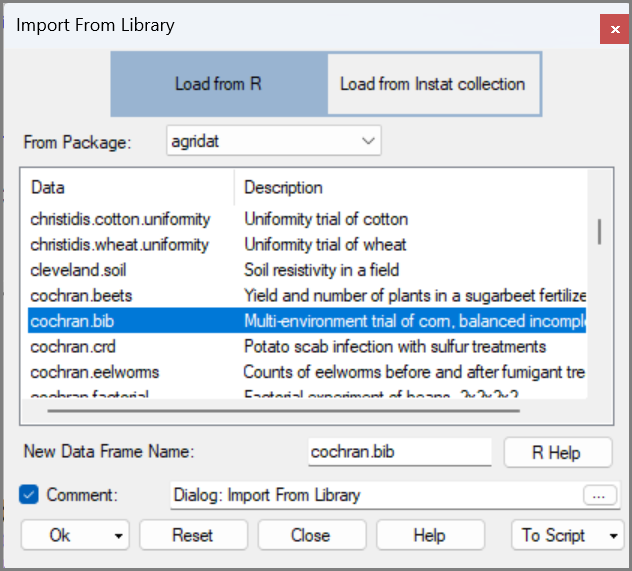 Import From Library
x
Load from R Load from Instat collection
From Package: agridat
Data Description
christidis.cotton.uniformity Uniformity trial of cotton
christidis.wheat.uniformity Uniformity trial of wheat
cleveland.soil Soil resistivity in a field
cochran.beets Yield and number of plants in a sugarbeet fertilize
cochran.bib Multi-environment trial of corn, balanced incomple
cochran.crd Potato scab infection with sulfur treatments
cochran.eelworms Counts of eelworms before and after fumigant tre
cochran.factorial Factorial experiment of beans, 2x2x2x2
New Data Frame Name: cochran.bib R Help
Comment: Dialog: Import From Library ...
Ok Reset Close Help To Script